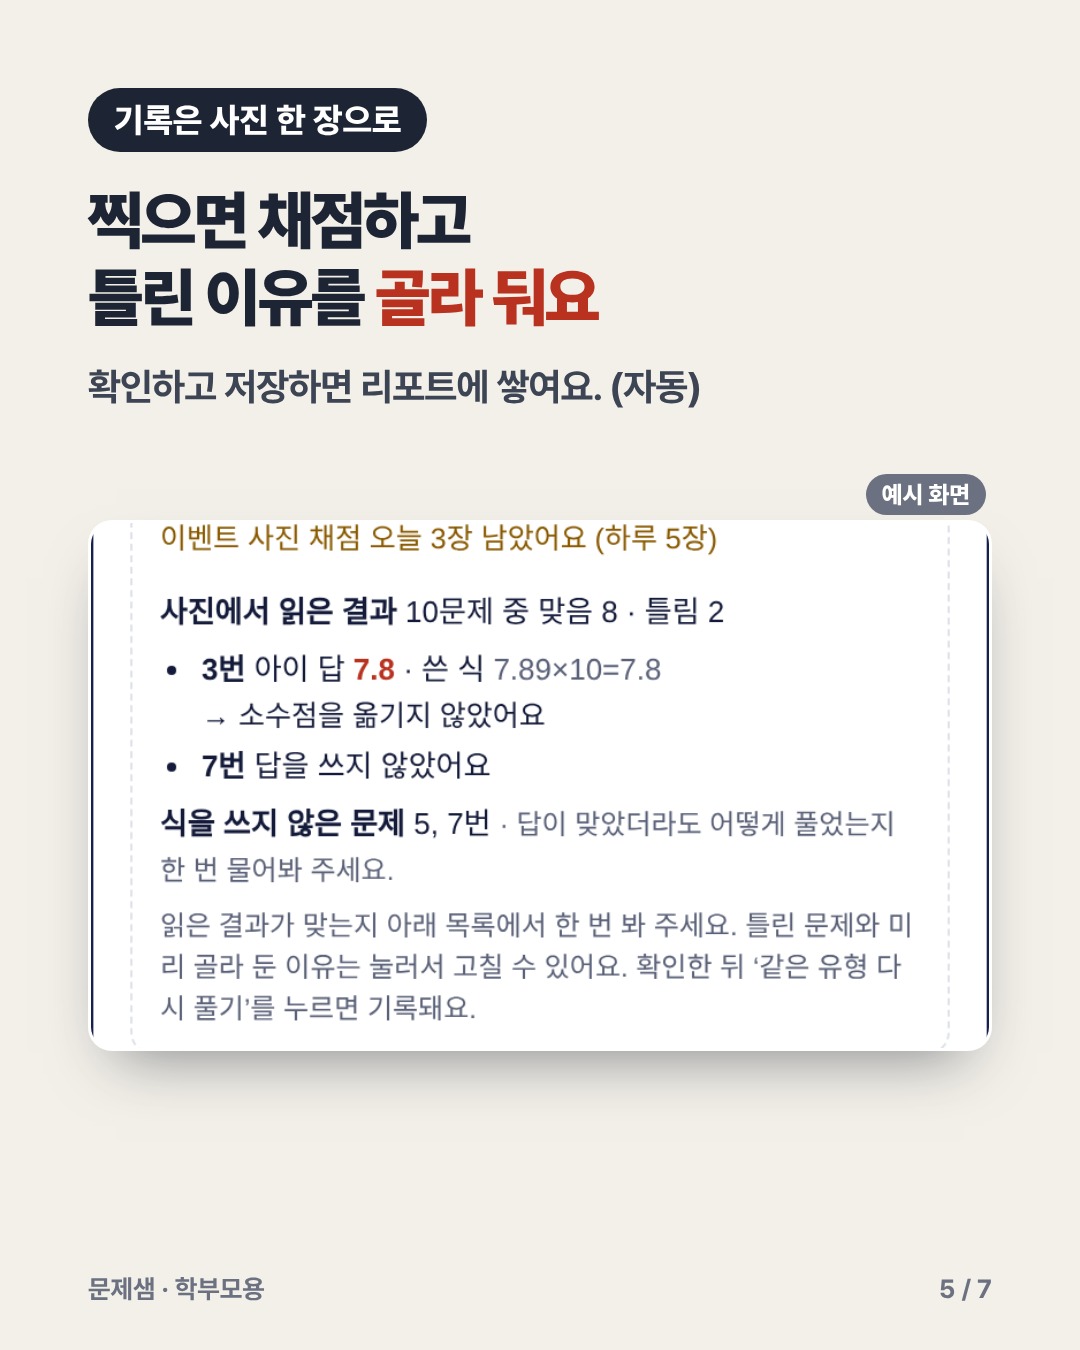 기록은 사진 한 장으로
찍으면 채점하고
틀린 이유를 골라 둬요
확인하고 저장하면 리포트에 쌓여요. (자동)
예시 화면
이벤트 사진 채점 오늘 3장 남았어요 (하루 5장)
사진에서 읽은 결과 10문제 중 맞음 8 · 틀림 2
• 3번 아이 답 7.8 · 쓴 식 7.89×10=7.8
→ 소수점을 옮기지 않았어요
• 7번 답을 쓰지 않았어요
식을 쓰지 않은 문제 5, 7번 · 답이 맞았더라도 어떻게 풀었는지
한 번 물어봐 주세요.
읽은 결과가 맞는지 아래 목록에서 한 번 봐 주세요. 틀린 문제와 미
리 골라 둔 이유는 눌러서 고칠 수 있어요. 확인한 뒤 ‘같은 유형 다
시 풀기’를 누르면 기록돼요.
문제샘 · 학부모용
5 / 7